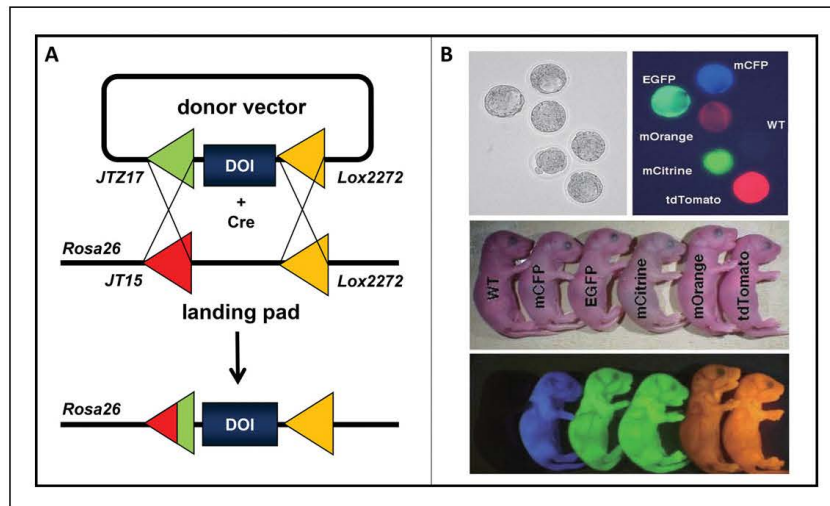 A
donor vector
DOI
JTZ17
Lox2272
+
Cre
Rosa26
JT15
Lox2272
landing pad
Rosa26
DOI
B
mCFP
EGFP
WT
mOrange
mCitrine
tdTomato
WT
mCFP
EGFP
mCitrine
mOrange
tdTomato